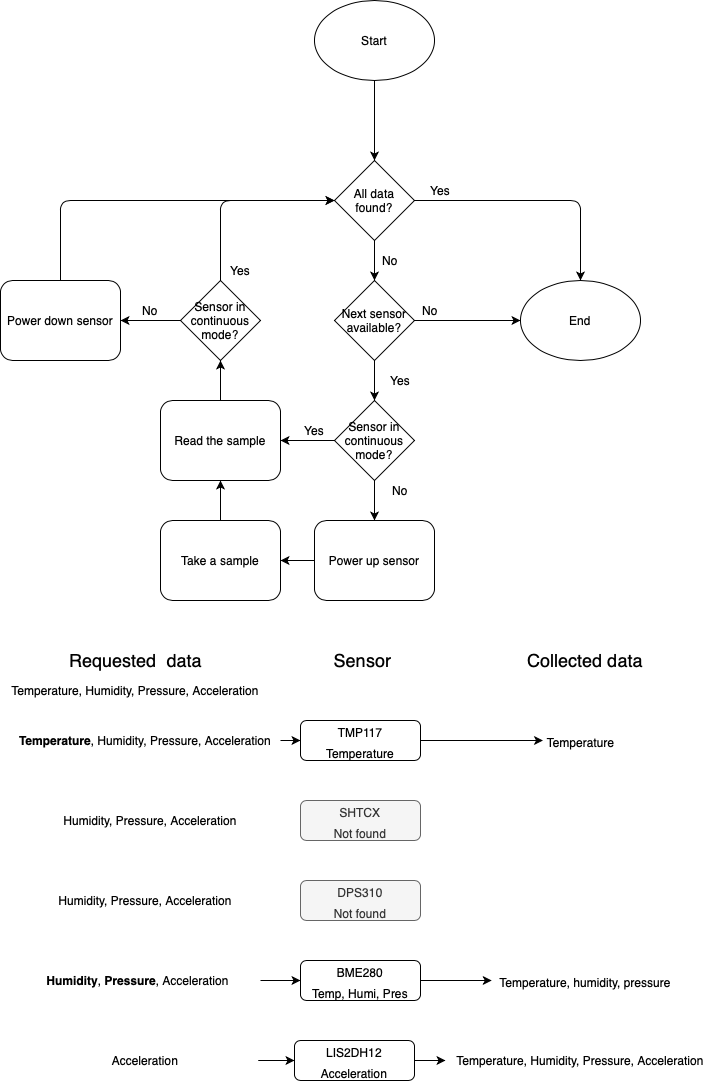 Start
All data
found?
Yes
No
Yes
Power down sensor
No
Sensor in
continuous
mode?
Next sensor
available?
No
End
Yes
Read the sample
Yes
Sensor in
continuous
mode?
No
Take a sample
Power up sensor
Requested data
Sensor
Collected data
Temperature, Humidity, Pressure, Acceleration
Temperature, Humidity, Pressure, Acceleration
TMP117
Temperature
Temperature
Humidity, Pressure, Acceleration
SHTCX
Not found
Humidity, Pressure, Acceleration
DPS310
Not found
Humidity, Pressure, Acceleration
BME280
Temp, Humi, Pres
Temperature, humidity, pressure
Acceleration
LIS2DH12
Acceleration
Temperature, Humidity, Pressure, Acceleration